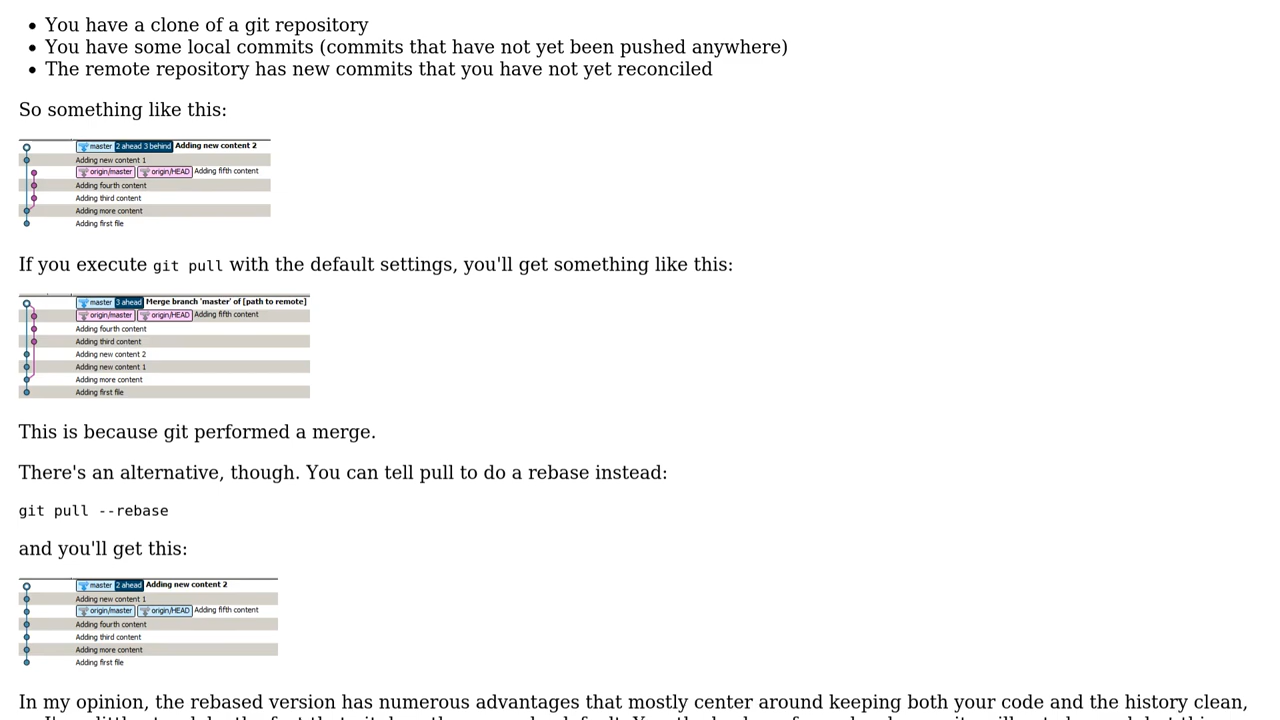 You have a clone of a git repository
You have some local commits (commits that have not yet been pushed anywhere)
The remote repository has new commits that you have not yet reconciled
So something like this:
master 2 ahead 3 behind Adding new content 2
Adding new content 1
origin/master origin/HEAD Adding fifth content
Adding fourth content
Adding third content
Adding more content
Adding first file
If you execute git pull with the default settings, you'll get something like this:
master 3 ahead Merge branch 'master' of [path to remote]
origin/master origin/HEAD Adding fifth content
Adding fourth content
Adding third content
Adding new content 2
Adding new content 1
Adding more content
Adding first file
This is because git performed a merge.
There's an alternative, though. You can tell pull to do a rebase instead:
git pull --rebase
and you'll get this:
master 2 ahead Adding new content 2
Adding new content 1
origin/master origin/HEAD Adding fifth content
Adding fourth content
Adding third content
Adding more content
Adding first file
In my opinion, the rebased version has numerous advantages that mostly center around keeping both your code and the history clean,